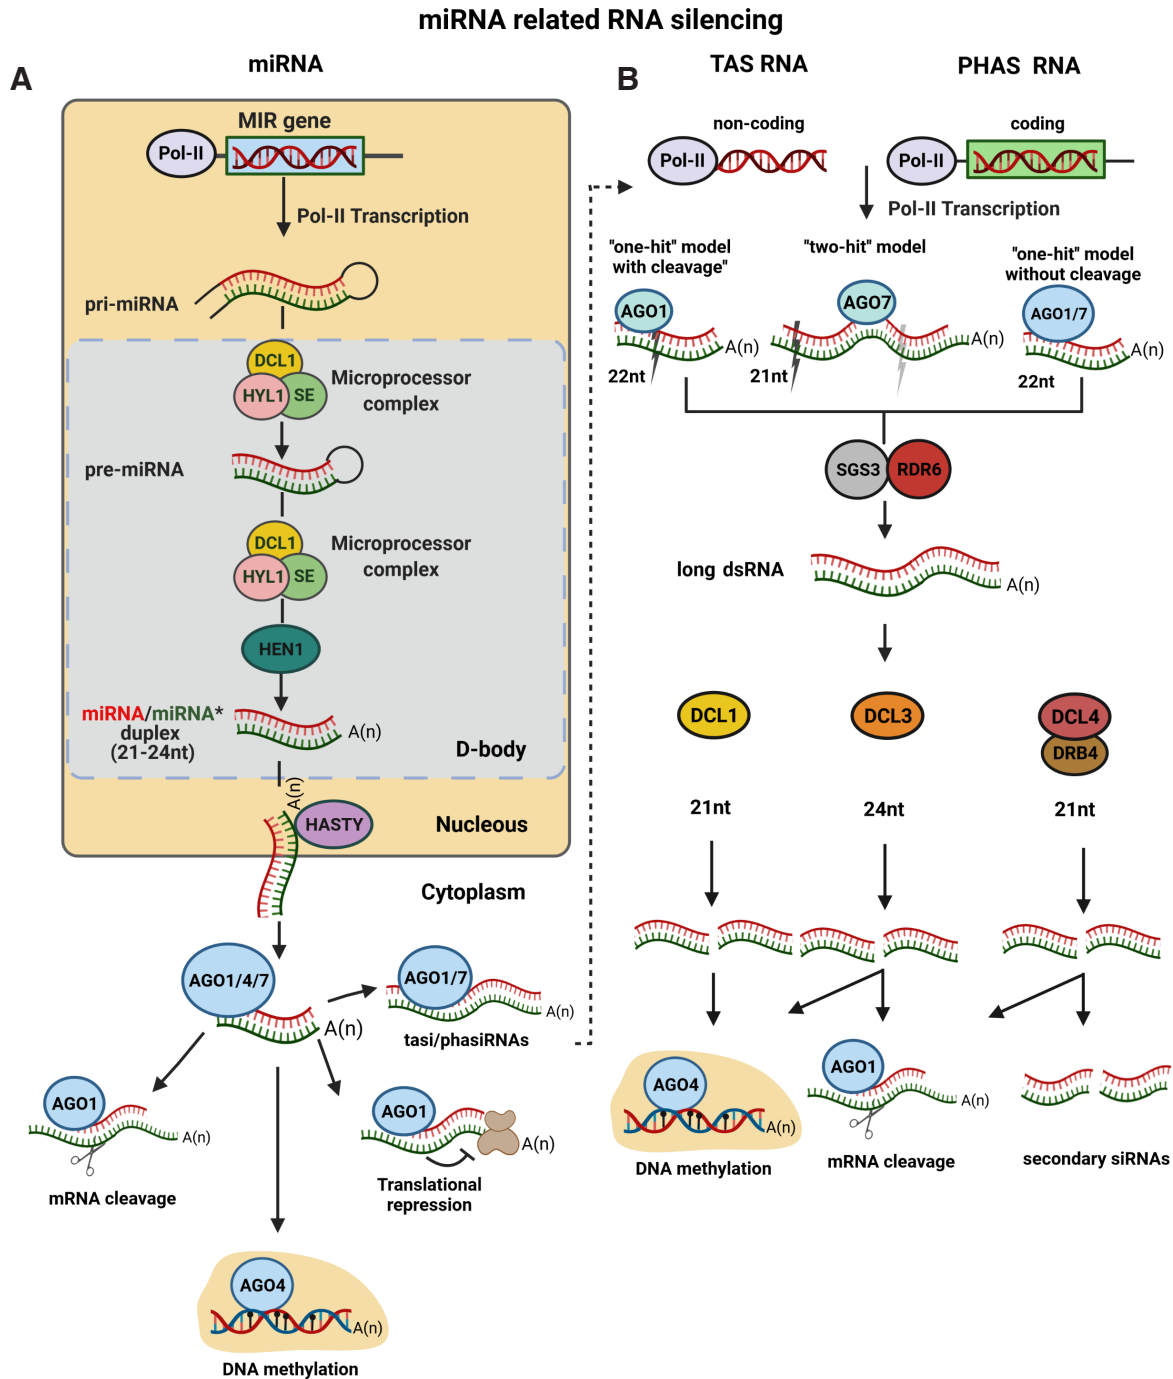 miRNA related RNA silencing
A
miRNA
MIR gene
Pol-II
Pol-II Transcription
pri-miRNA
DCL1
HYL1
SE
Microprocessor
complex
pre-miRNA
DCL1
HYL1
SE
Microprocessor
complex
HEN1
miRNA/miRNA*
duplex
(21-24nt)
A(n)
D-body
A(n)
HASTY
Nucleous
Cytoplasm
AGO1/4/7
A(n)
AGO1/7
A(n)
tasi/phasiRNAs
AGO1
A(n)
mRNA cleavage
AGO1
A(n)
Translational
repression
AGO4
A(n)
DNA methylation
B
TAS RNA
PHAS RNA
non-coding
coding
Pol-II
Pol-II
Pol-II Transcription
"one-hit" model
with cleavage"
"two-hit" model
"one-hit" model
without cleavage
AGO1
A(n)
22nt
AGO7
A(n)
21nt
AGO1/7
A(n)
22nt
SGS3
RDR6
long dsRNA
A(n)
DCL1
DCL3
DCL4
DRB4
21nt
24nt
21nt
AGO4
A(n)
DNA methylation
AGO1
A(n)
mRNA cleavage
secondary siRNAs